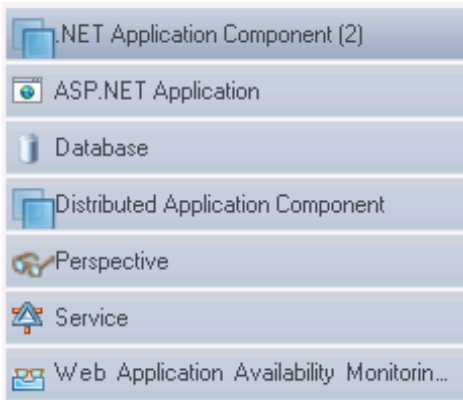 .NET Application Component (2)
ASP.NET Application
Database
Distributed Application Component
Perspective
Service
Web Application Availability Monitorin...